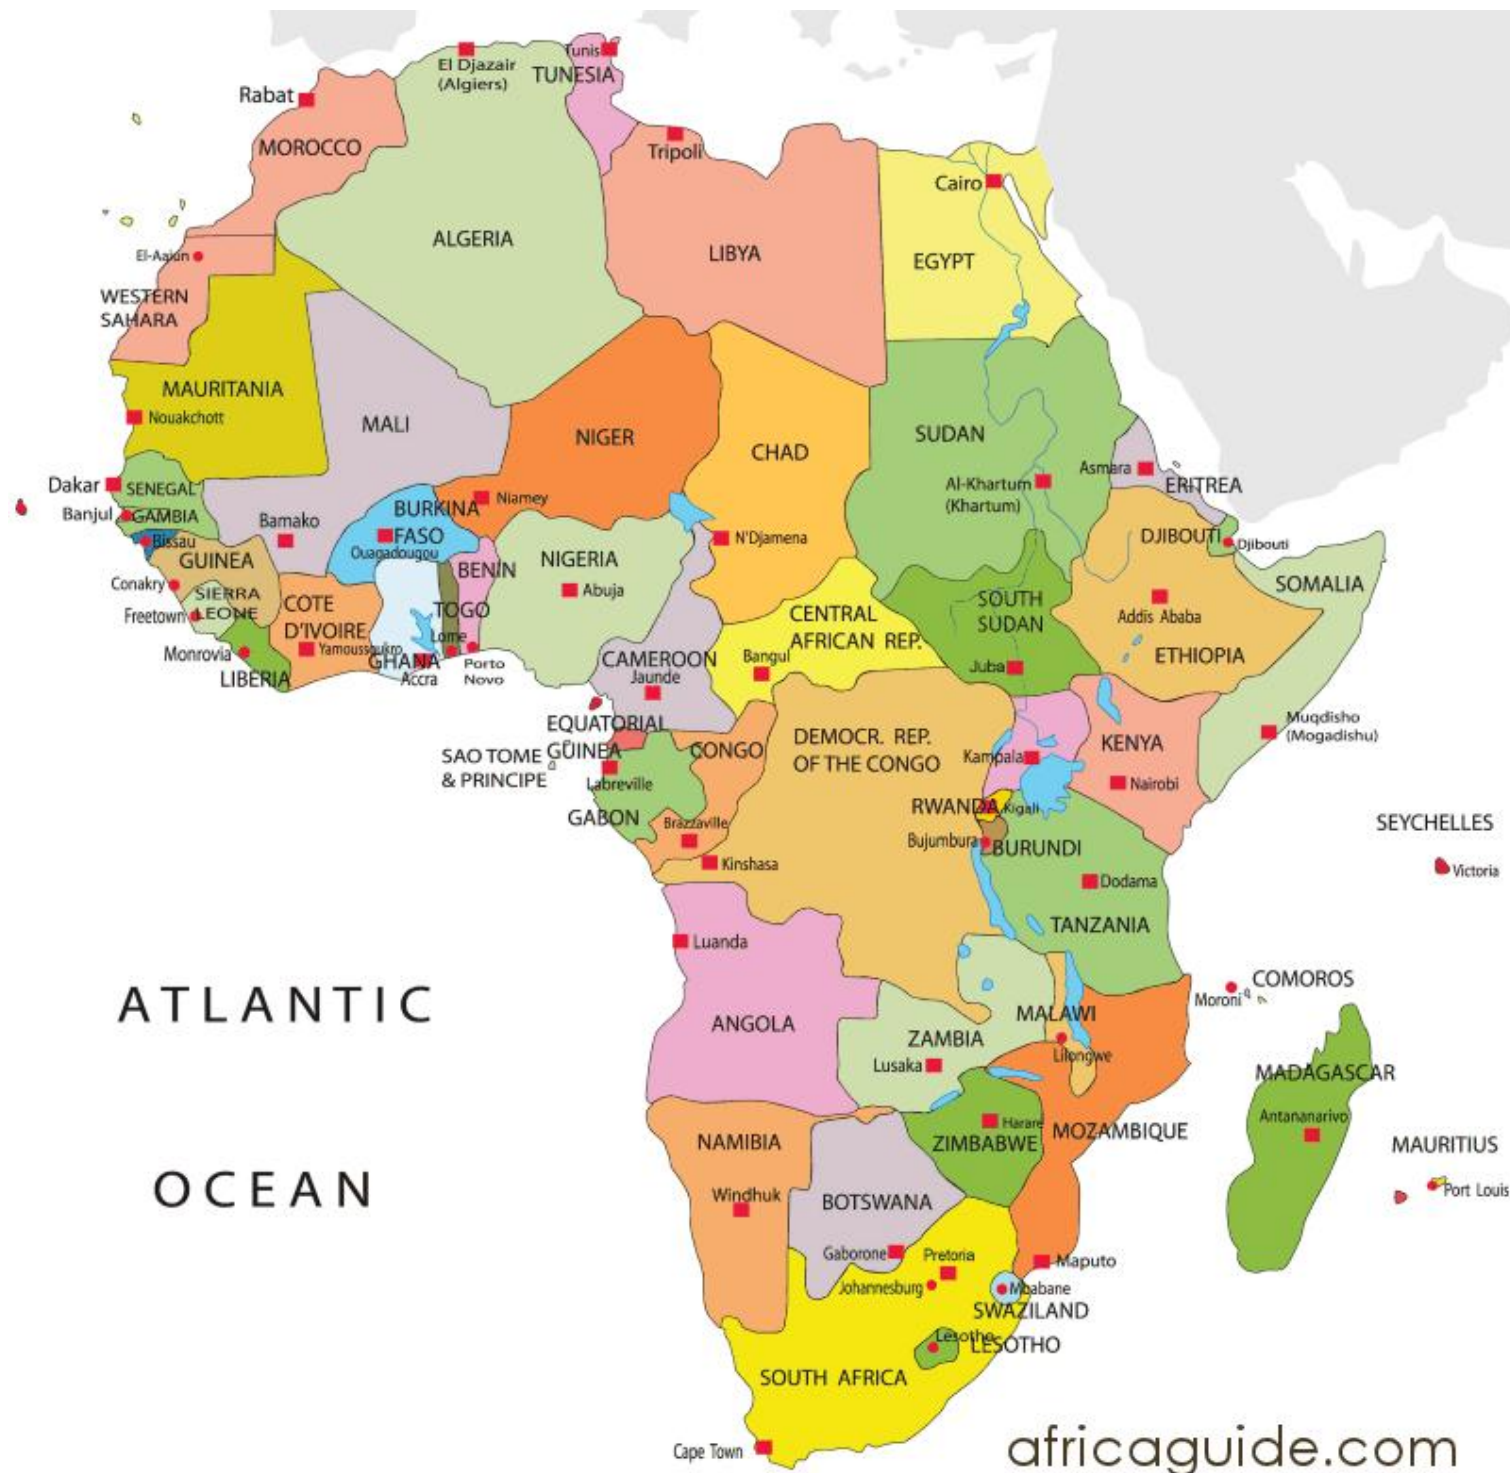 El Djazair
(Algiers)
Tunis
TUNESIA
Rabat
MOROCCO
Tripoli
Cairo
ALGERIA
LIBYA
EGYPT
El-Aaiun
WESTERN
SAHARA
MAURITANIA
Nouakchott
MALI
NIGER
Niamey
CHAD
SUDAN
Al-Khartum
(Khartum)
Asmara
ERITREA
Dakar
SENEGAL
Banjul
GAMBIA
Bissau
GUINEA
Bamako
BURKINA
FASO
Ouagadougou
BENIN
NIGERIA
Abuja
N'Djamena
DJIBOUTI
Djibouti
SOMALIA
Conakry
SIERRA
LEONE
Freetown
COTE
D'IVOIRE
Yamoussoukro
TOGO
Lome
GHANA
Accra
Porto
Novo
Monrovia
LIBERIA
CENTRAL
AFRICAN REP.
Bangui
SOUTH
SUDAN
Juba
Addis Ababa
ETHIOPIA
CAMEROON
Jaunde
EQUATORIAL
GUINEA
SAO TOME
& PRINCIPE
CONGO
DEMOCR. REP.
OF THE CONGO
Kampala
KENYA
Nairobi
Muqdisho
(Mogadishu)
Labreville
GABON
Brazzaville
Kinshasa
RWANDA
Kigali
Bujumbura
BURUNDI
SEYCHELLES
Victoria
Dodama
TANZANIA
Luanda
ATLANTIC
OCEAN
ANGOLA
ZAMBIA
Lusaka
MALAWI
Lilongwe
COMOROS
Moroni
MADAGASCAR
Antananarivo
NAMIBIA
Windhuk
Harare
ZIMBABWE
MOZAMBIQUE
MAURITIUS
Port Louis
BOTSWANA
Gaborone
Pretoria
Johannesburg
Maputo
Mbabane
SWAZILAND
Lesotho
LESOTHO
SOUTH AFRICA
Cape Town
africaguide.com